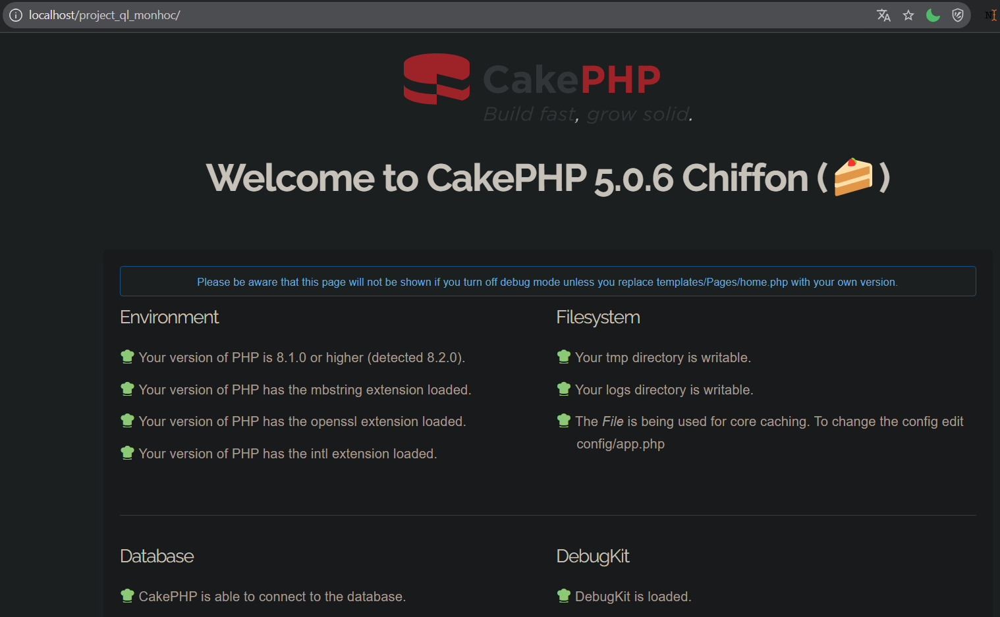 localhost/project_ql_monhoc/
CakePHP
Build fast, grow solid.
Welcome to CakePHP 5.0.6 Chiffon (🍰)
Please be aware that this page will not be shown if you turn off debug mode unless you replace templates/Pages/home.php with your own version.
Environment
Your version of PHP is 8.1.0 or higher (detected 8.2.0).
Your version of PHP has the mbstring extension loaded.
Your version of PHP has the openssl extension loaded.
Your version of PHP has the intl extension loaded.
Filesystem
Your tmp directory is writable.
Your logs directory is writable.
The File is being used for core caching. To change the config edit
config/app.php
Database
CakePHP is able to connect to the database.
DebugKit
DebugKit is loaded.